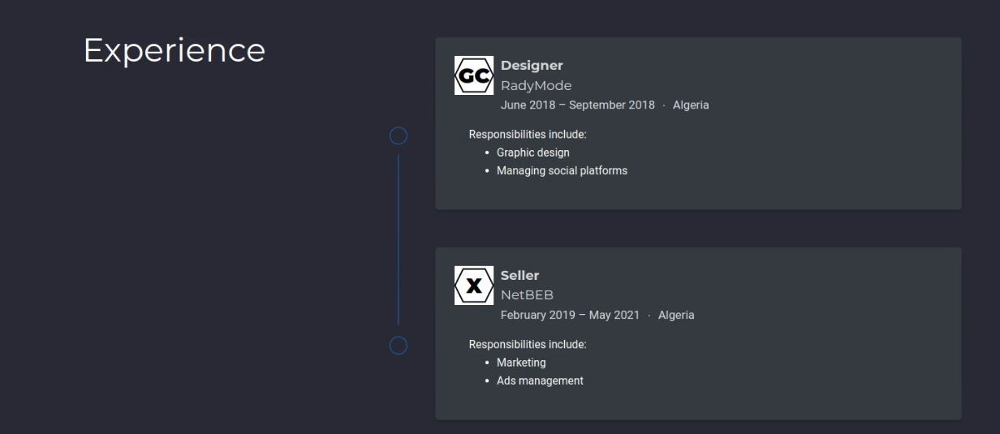 Experience
GC
Designer
RadyMode
June 2018 – September 2018 · Algeria
Responsibilities include:
• Graphic design
• Managing social platforms
X
Seller
NetBEB
February 2019 – May 2021 · Algeria
Responsibilities include:
• Marketing
• Ads management